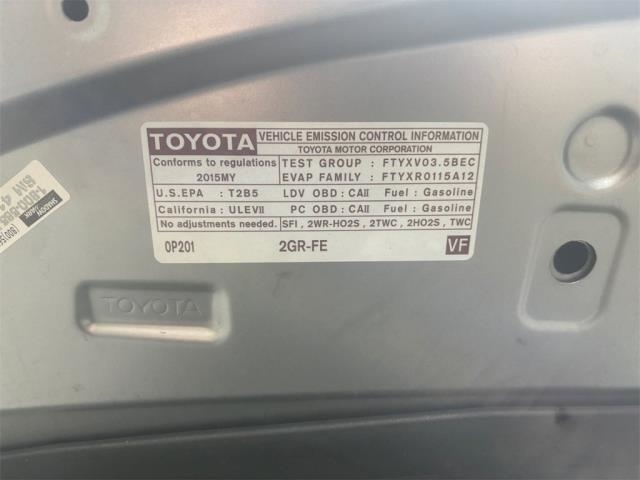 TOYOTA VEHICLE EMISSION CONTROL INFORMATION
TOYOTA MOTOR CORPORATION
Conforms to regulations
2015MY
TEST GROUP : FTYXV03.5BEC
EVAP FAMILY : FTYXR0115A12
U.S.EPA : T2B5 LDV OBD : CAII Fuel : Gasoline
California : ULEVII PC OBD : CAII Fuel : Gasoline
No adjustments needed. SFI , 2WR-HO2S , 2TWC , 2HO2S , TWC
0P201 2GR-FE VF
TOYOTA